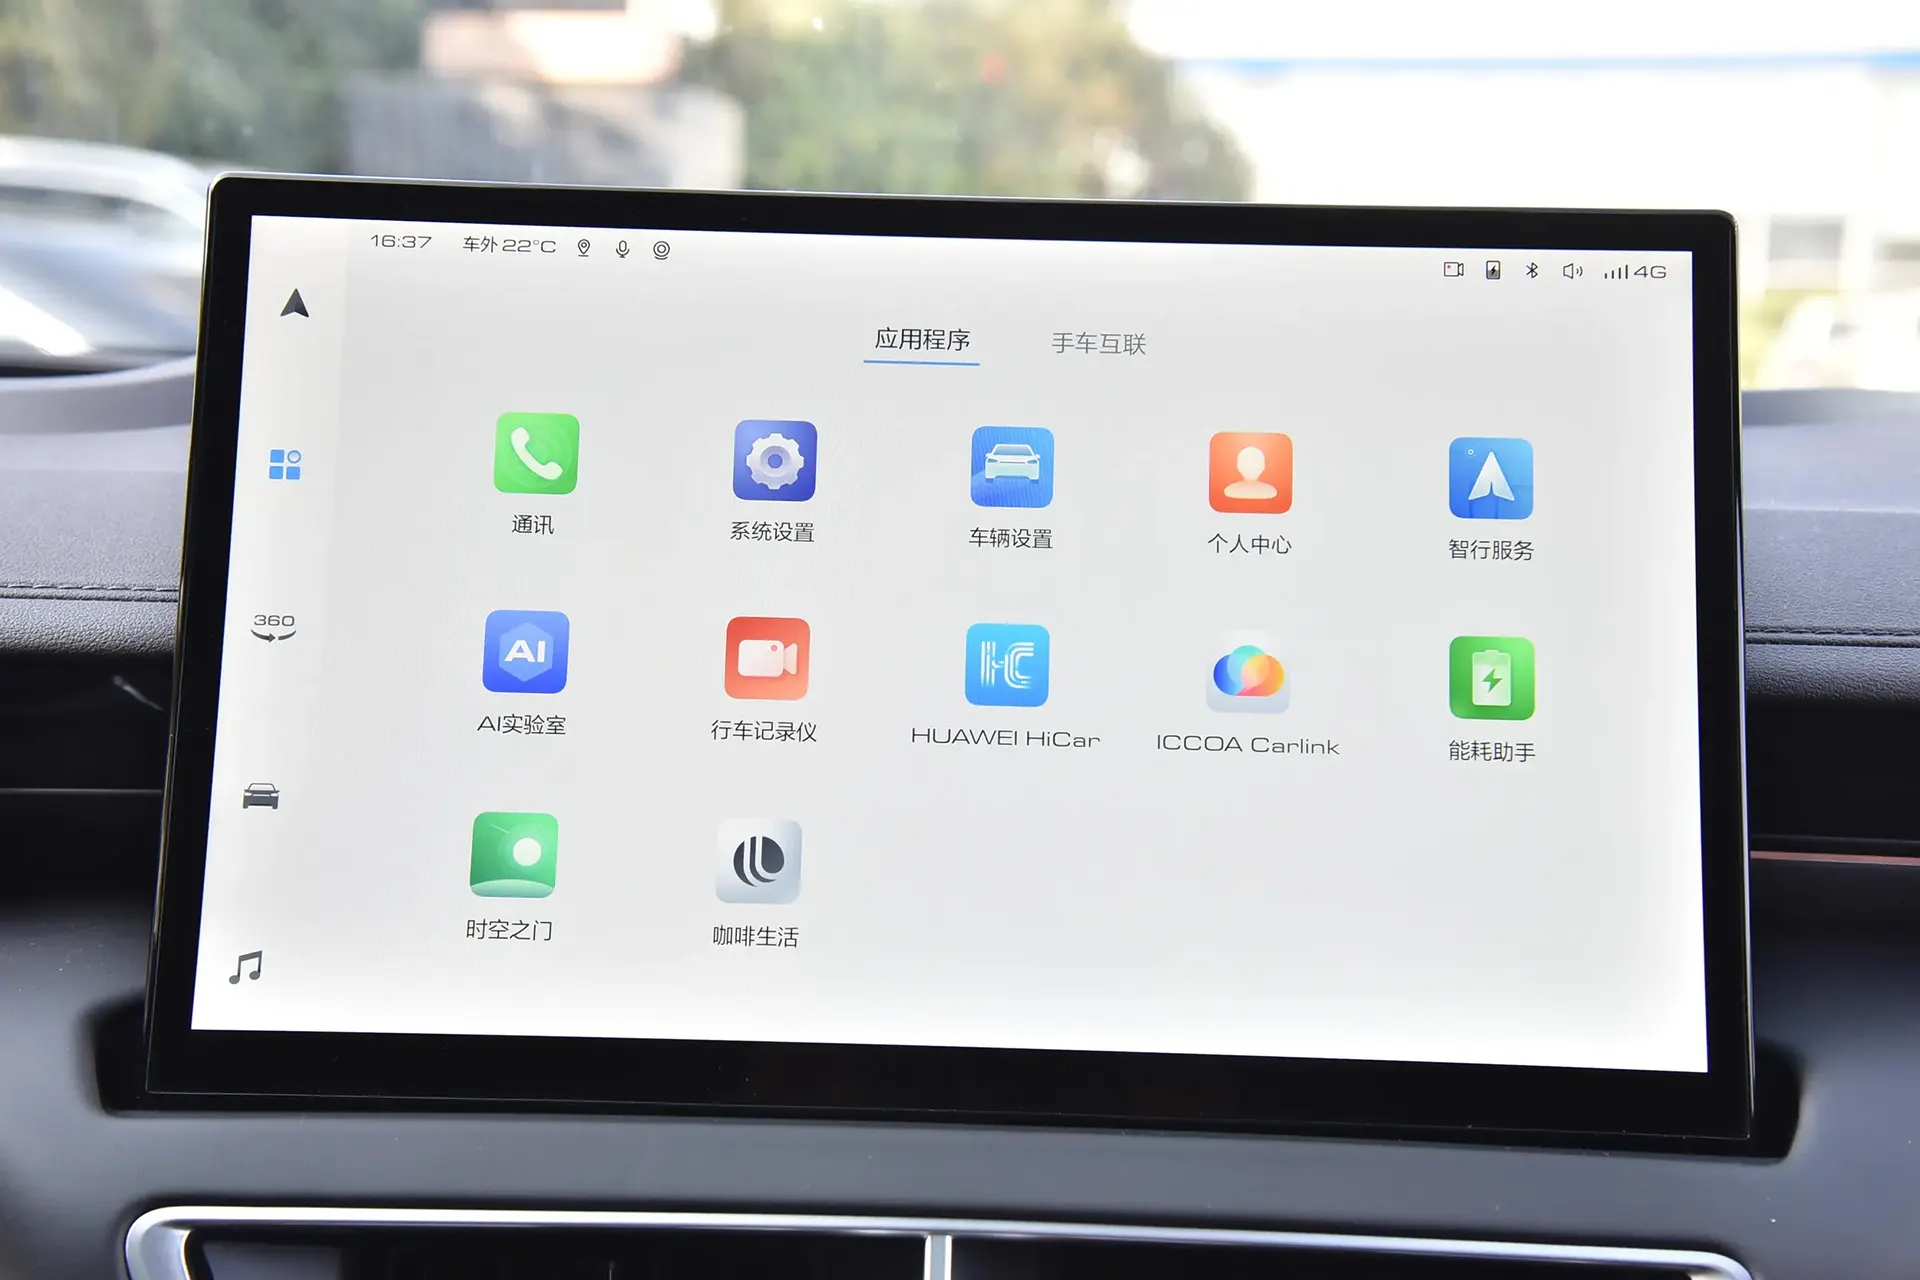 16:37 车外22°C
4G
应用程序 手车互联
通讯 系统设置 车辆设置 个人中心 智行服务
360
AI
AI实验室 行车记录仪 HUAWEI HiCar ICCOA Carlink 能耗助手
时空之门 咖啡生活